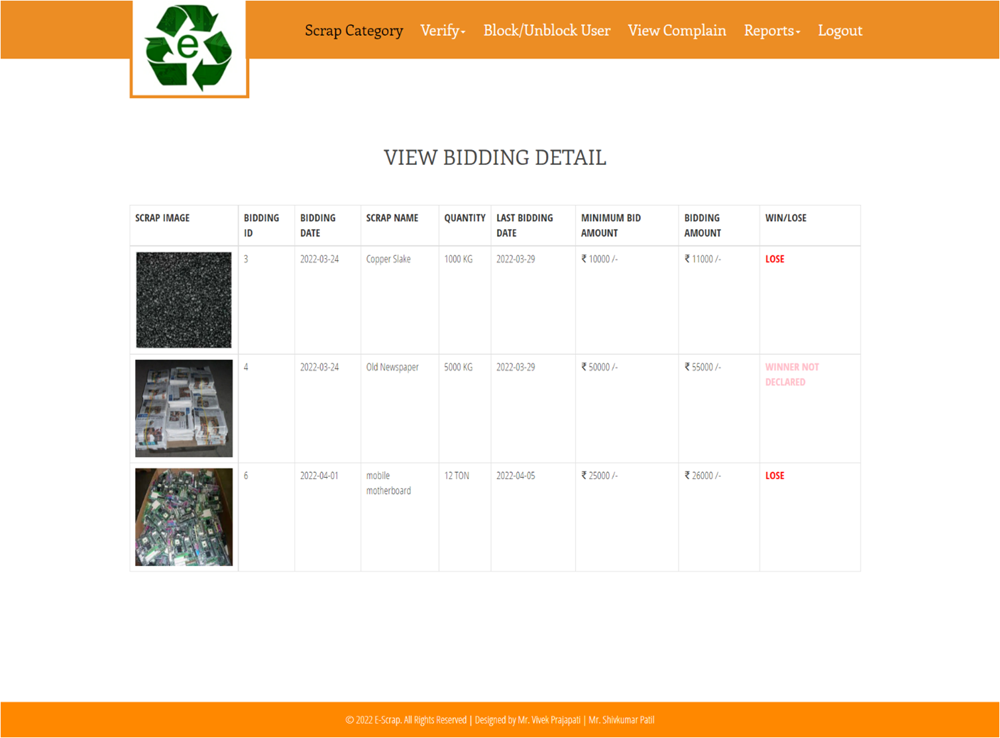 e
Scrap Category Verify Block/Unblock User View Complain Reports Logout
VIEW BIDDING DETAIL
SCRAP IMAGE BIDDING ID BIDDING DATE SCRAP NAME QUANTITY LAST BIDDING DATE MINIMUM BID AMOUNT BIDDING AMOUNT WIN/LOSE
3 2022-03-24 Copper Slake 1000 KG 2022-03-29 ₹ 10000 /- ₹ 11000 /- LOSE
4 2022-03-24 Old Newspaper 5000 KG 2022-03-29 ₹ 50000 /- ₹ 55000 /- WINNER NOT DECLARED
6 2022-04-01 mobile motherboard 12 TON 2022-04-05 ₹ 25000 /- ₹ 26000 /- LOSE
© 2022 E-Scrap. All Rights Reserved | Designed by Mr. Vivek Prajapati | Mr. Shivkumar Patil